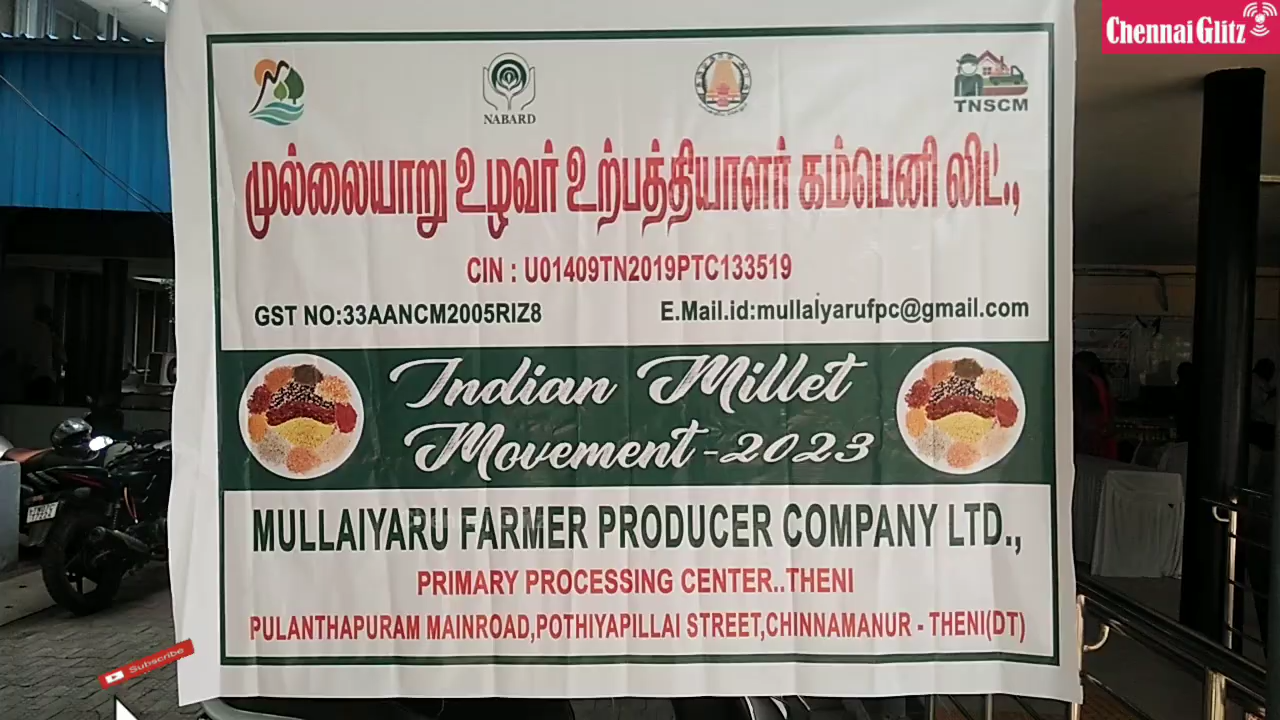 Chennai Glitz
NABARD
TNSCM
முல்லையாறு உழவர் உற்பத்தியாளர் கம்பெனி லிட்.,
CIN : U01409TN2019PTC133519
GST NO:33AANCM2005RIZ8
E.Mail.id:mullaiyarufpc@gmail.com
Indian Millet
Movement -2023
MULLAIYARU FARMER PRODUCER COMPANY LTD.,
PRIMARY PROCESSING CENTER..THENI
PULANTHAPURAM MAINROAD,POTHIYAPILLAI STREET,CHINNAMANUR - THENI(DT)
Subscribe